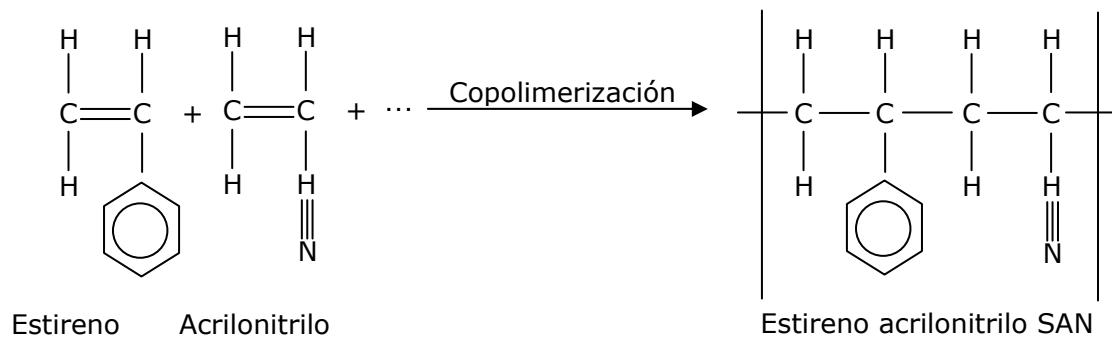 H H H H H H H H
C C + C C + ... Copolimerización C C C C
H H H H H H
N N
Estireno Acrilonitrilo Estireno acrilonitrilo SAN